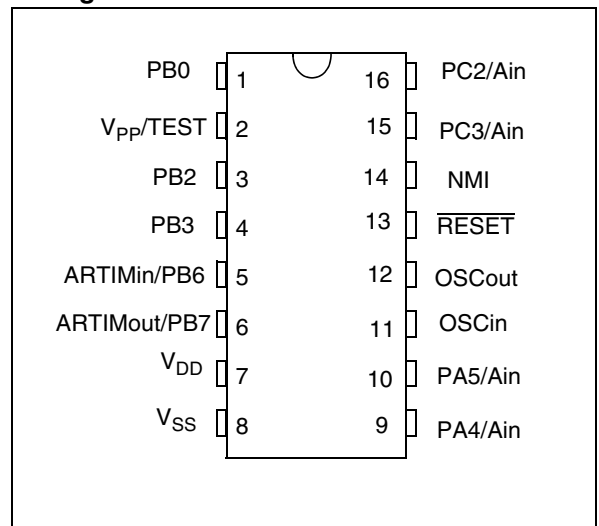 PB0 1 16 PC2/Ain
VPP/TEST 2 15 PC3/Ain
PB2 3 14 NMI
PB3 4 13 RESET
ARTIMin/PB6 5 12 OSCout
ARTIMout/PB7 6 11 OSCin
VDD 7 10 PA5/Ain
VSS 8 9 PA4/Ain